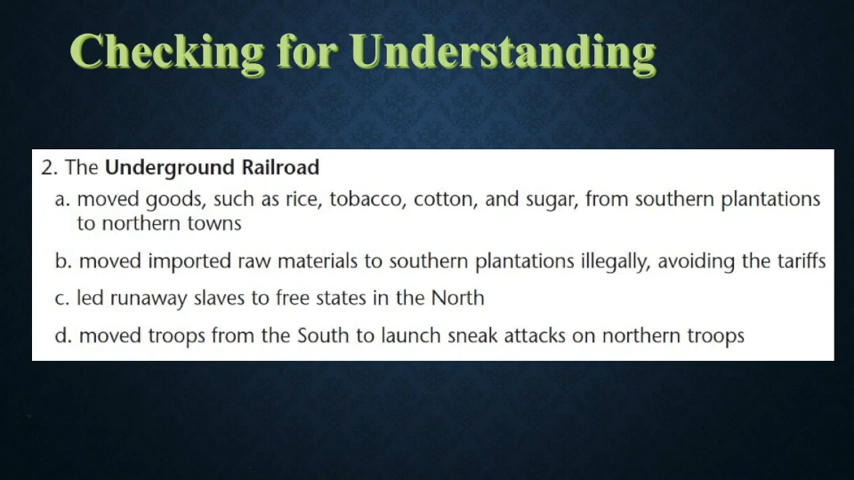 Checking for Understanding
2. The Underground Railroad
a. moved goods, such as rice, tobacco, cotton, and sugar, from southern plantations
to northern towns
b. moved imported raw materials to southern plantations illegally, avoiding the tariffs
c. led runaway slaves to free states in the North
d. moved troops from the South to launch sneak attacks on northern troops